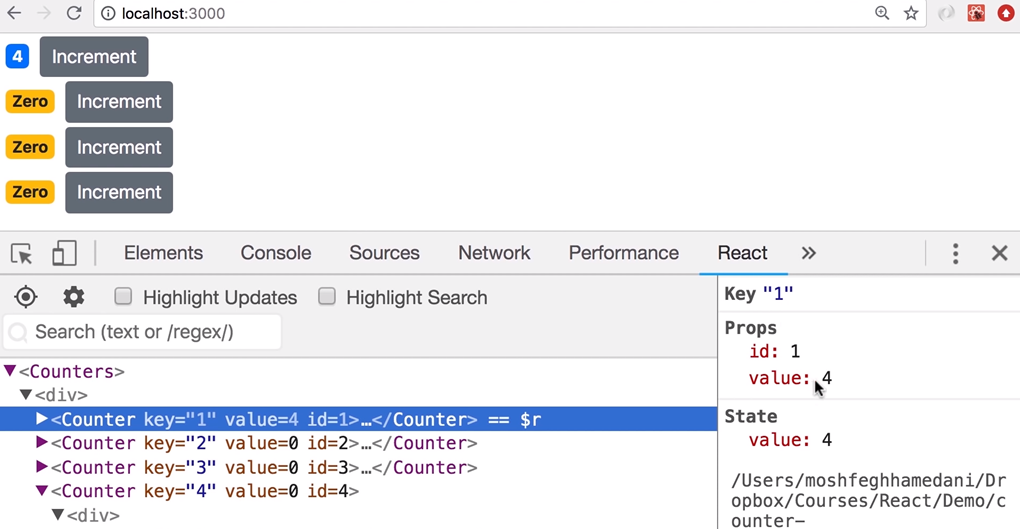 localhost:3000
4 Increment
Zero Increment
Zero Increment
Zero Increment
Elements Console Sources Network Performance React »
Highlight Updates Highlight Search
Search (text or /regex/)
<Counters>
<div>
<Counter key="1" value=4 id=1>…</Counter> == $r
<Counter key="2" value=0 id=2>…</Counter>
<Counter key="3" value=0 id=3>…</Counter>
<Counter key="4" value=0 id=4>
<div>
Key "1"
Props
id: 1
value: 4
State
value: 4
/Users/moshfeghhamedani/Dr
opbox/Courses/React/Demo/c
ounter-